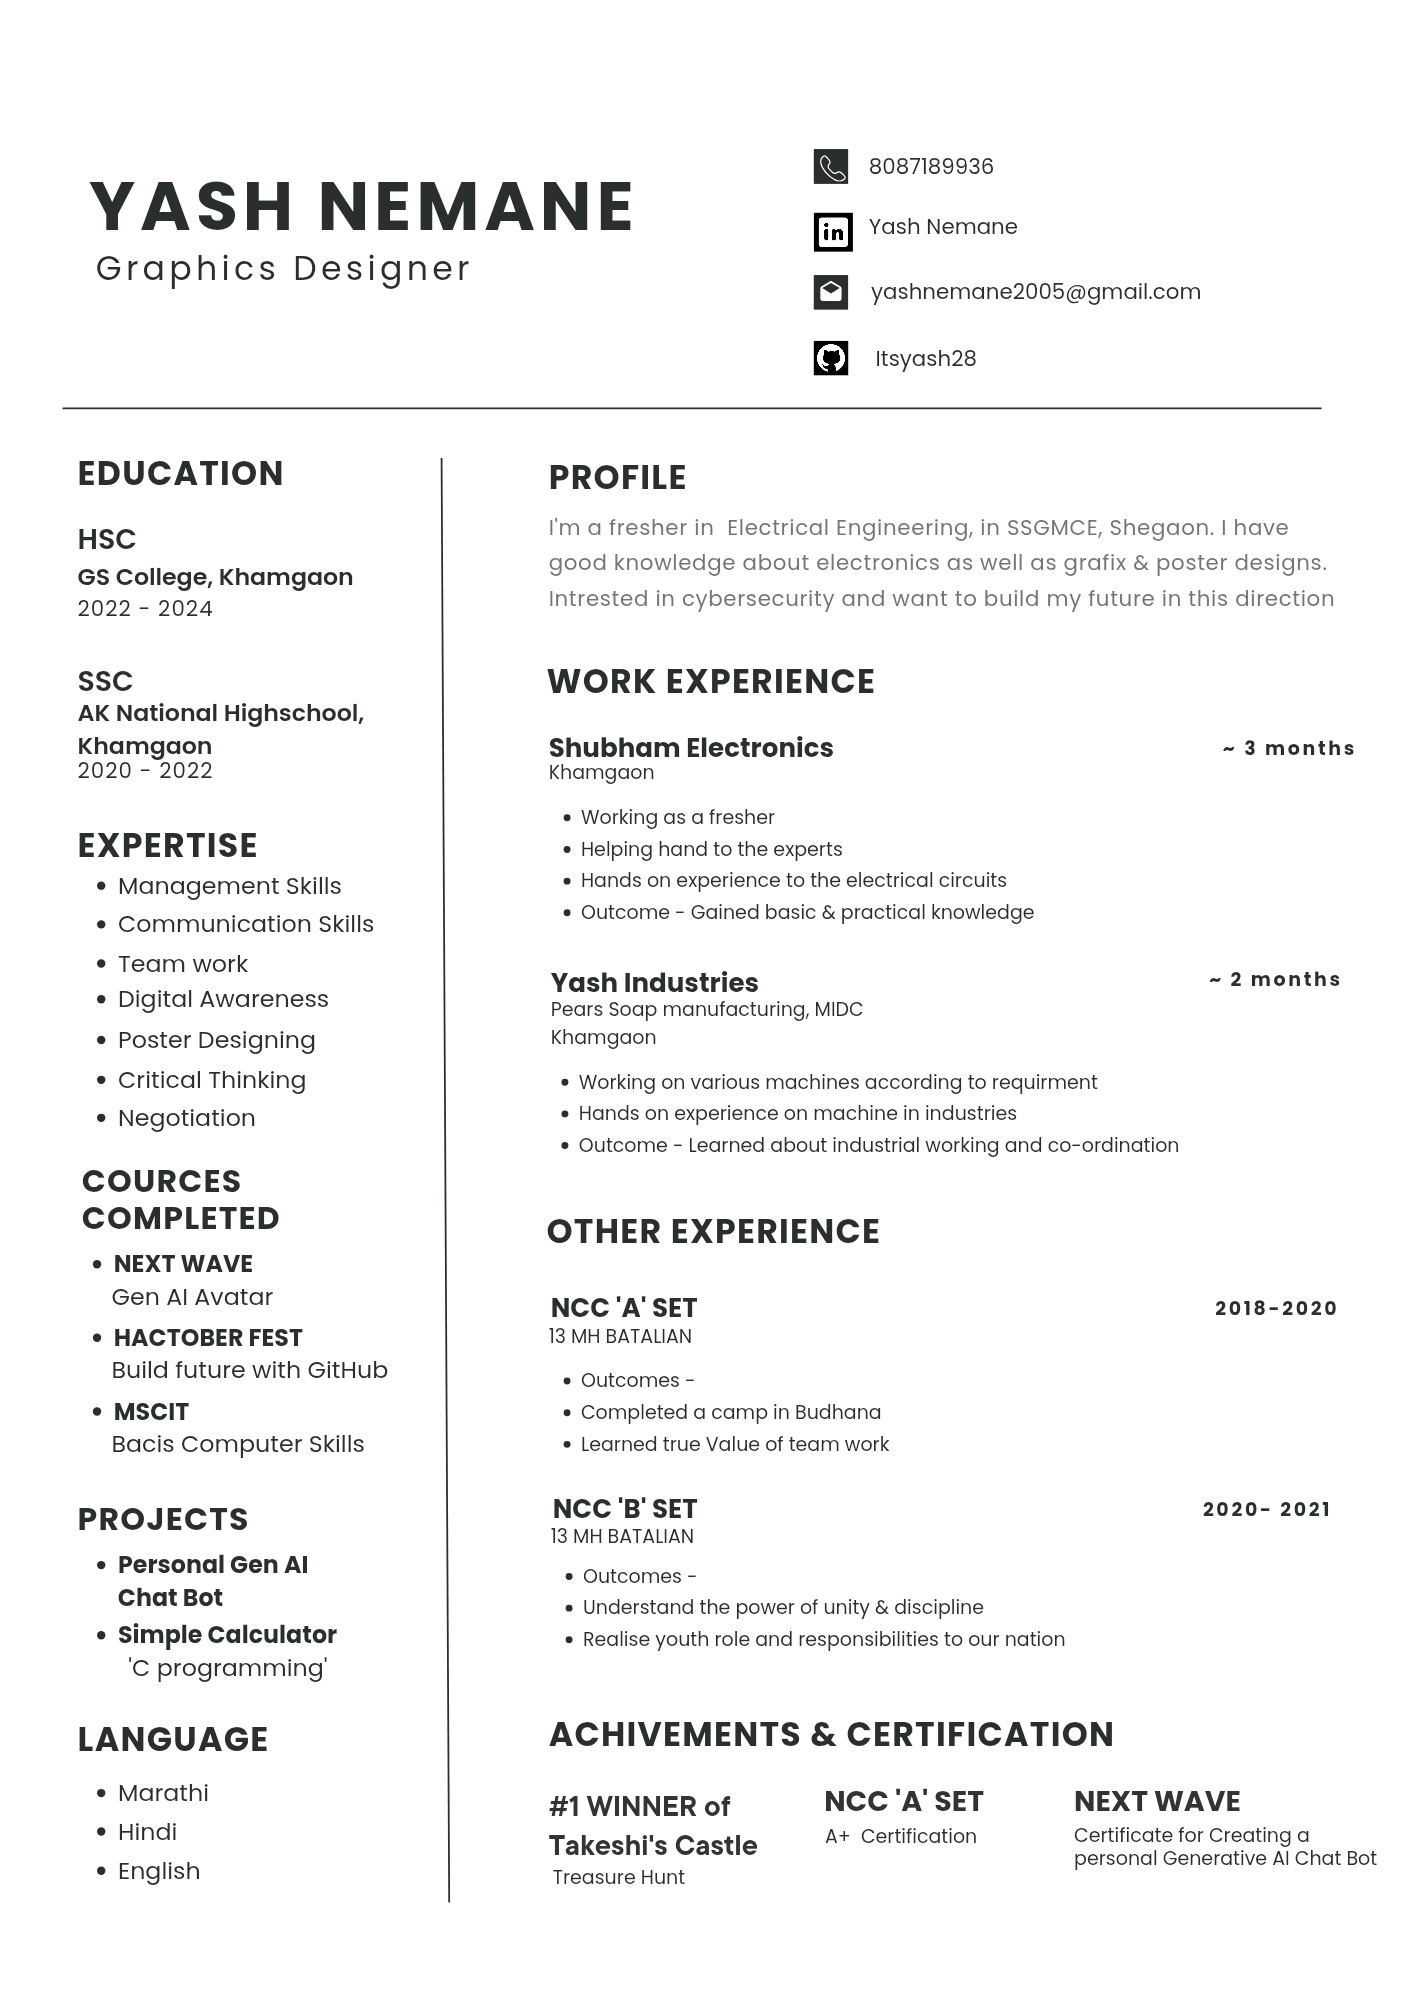 YASH NEMANE
Graphics Designer
8087189936
Yash Nemane
yashnemane2005@gmail.com
Itsyash28
EDUCATION
HSC
GS College, Khamgaon
2022 - 2024
SSC
AK National Highschool,
Khamgaon
2020 - 2022
EXPERTISE
• Management Skills
• Communication Skills
• Team work
• Digital Awareness
• Poster Designing
• Critical Thinking
• Negotiation
COURCES
COMPLETED
• NEXT WAVE
Gen AI Avatar
• HACTOBER FEST
Build future with GitHub
• MSCIT
Bacis Computer Skills
PROJECTS
• Personal Gen AI
Chat Bot
• Simple Calculator
'C programming'
LANGUAGE
• Marathi
• Hindi
• English
PROFILE
I'm a fresher in Electrical Engineering, in SSGMCE, Shegaon. I have
good knowledge about electronics as well as grafix & poster designs.
Intrested in cybersecurity and want to build my future in this direction
WORK EXPERIENCE
Shubham Electronics ~ 3 months
Khamgaon
• Working as a fresher
• Helping hand to the experts
• Hands on experience to the electrical circuits
• Outcome - Gained basic & practical knowledge
Yash Industries ~ 2 months
Pears Soap manufacturing, MIDC
Khamgaon
• Working on various machines according to requirment
• Hands on experience on machine in industries
• Outcome - Learned about industrial working and co-ordination
OTHER EXPERIENCE
NCC 'A' SET 2018-2020
13 MH BATALIAN
• Outcomes -
• Completed a camp in Budhana
• Learned true Value of team work
NCC 'B' SET 2020- 2021
13 MH BATALIAN
• Outcomes -
• Understand the power of unity & discipline
• Realise youth role and responsibilities to our nation
ACHIVEMENTS & CERTIFICATION
#1 WINNER of
Takeshi's Castle
Treasure Hunt
NCC 'A' SET
A+ Certification
NEXT WAVE
Certificate for Creating a
personal Generative AI Chat Bot